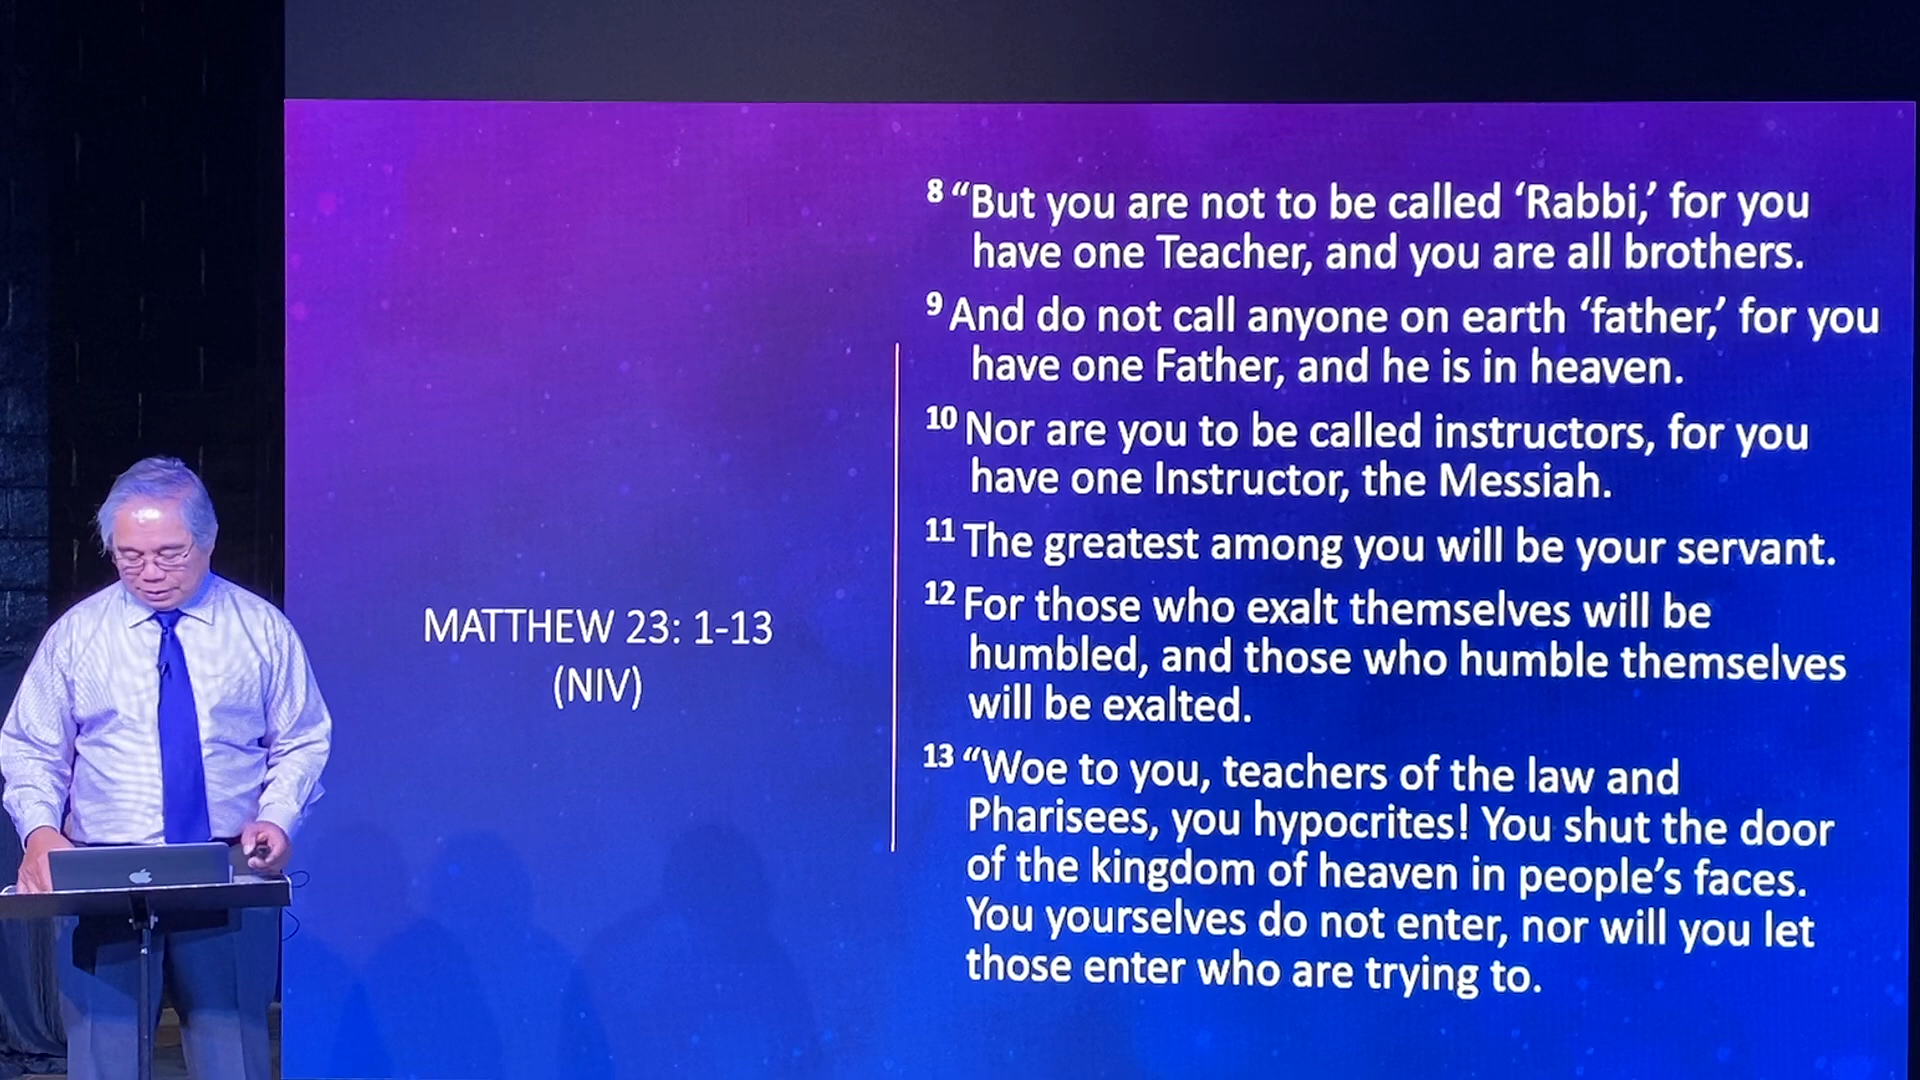 MATTHEW 23: 1-13
(NIV)
8 “But you are not to be called ‘Rabbi,’ for you
have one Teacher, and you are all brothers.
9 And do not call anyone on earth ‘father,’ for you
have one Father, and he is in heaven.
10 Nor are you to be called instructors, for you
have one Instructor, the Messiah.
11 The greatest among you will be your servant.
12 For those who exalt themselves will be
humbled, and those who humble themselves
will be exalted.
13 “Woe to you, teachers of the law and
Pharisees, you hypocrites! You shut the door
of the kingdom of heaven in people’s faces.
You yourselves do not enter, nor will you let
those enter who are trying to.